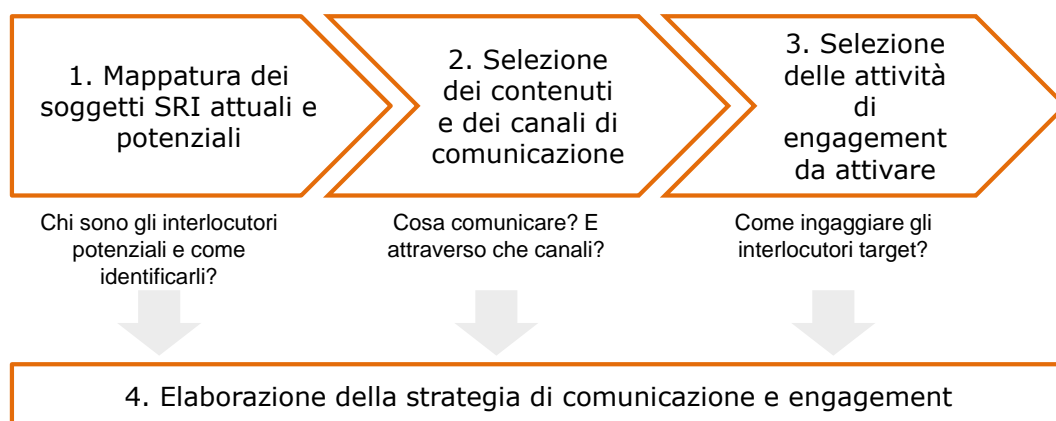 1. Mappatura dei
soggetti SRI attuali e
potenziali
2. Selezione
dei contenuti
e dei canali di
comunicazione
3. Selezione
delle attività
di
engagement
da attivare
Chi sono gli interlocutori
potenziali e come
identificarli?
Cosa comunicare? E
attraverso che canali?
Come ingaggiare gli
interlocutori target?
4. Elaborazione della strategia di comunicazione e engagement